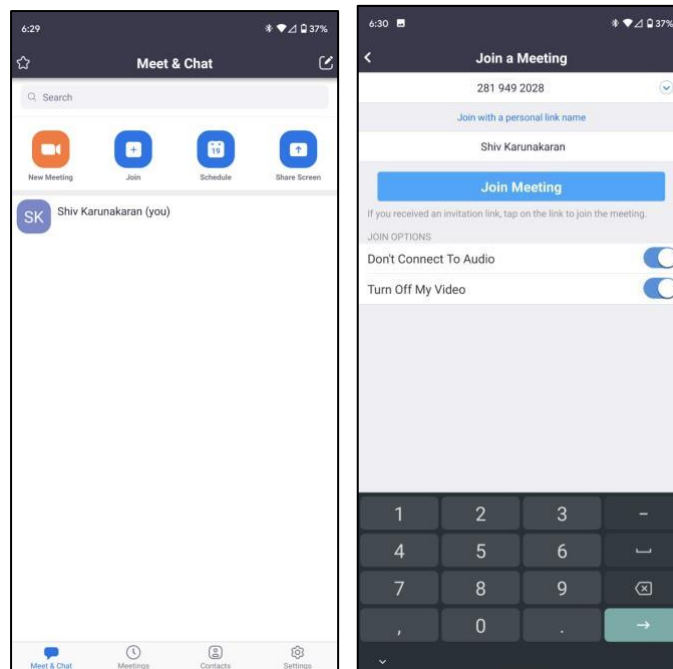 6:29
37%
Meet & Chat
Search
19
New Meeting
Join
Schedule
Share Screen
SK
Shiv Karunakaran (you)
Meet & Chat
Meetings
Contacts
Settings
6:30
37%
Join a Meeting
281 949 2028
Join with a personal link name
Shiv Karunakaran
Join Meeting
If you received an invitation link, tap on the link to join the meeting.
JOIN OPTIONS
Don't Connect To Audio
Turn Off My Video
1 2 3 –
4 5 6
7 8 9
, 0 .